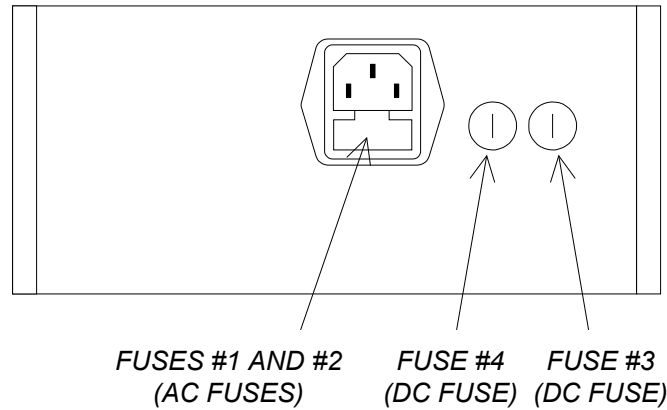 FUSES #1 AND #2
(AC FUSES)
FUSE #4
(DC FUSE)
FUSE #3
(DC FUSE)